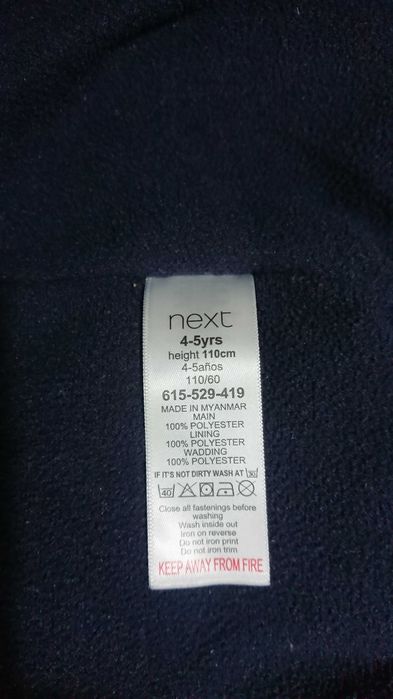 next
4-5yrs
height 110cm
4-5años
110/60
615-529-419
MADE IN MYANMAR
MAIN
100% POLYESTER
LINING
100% POLYESTER
WADDING
100% POLYESTER
IF IT'S NOT DIRTY WASH AT 30
40
Close all fastenings before
washing
Wash inside out
Iron on reverse
Do not iron print
Do not iron trim
KEEP AWAY FROM FIRE